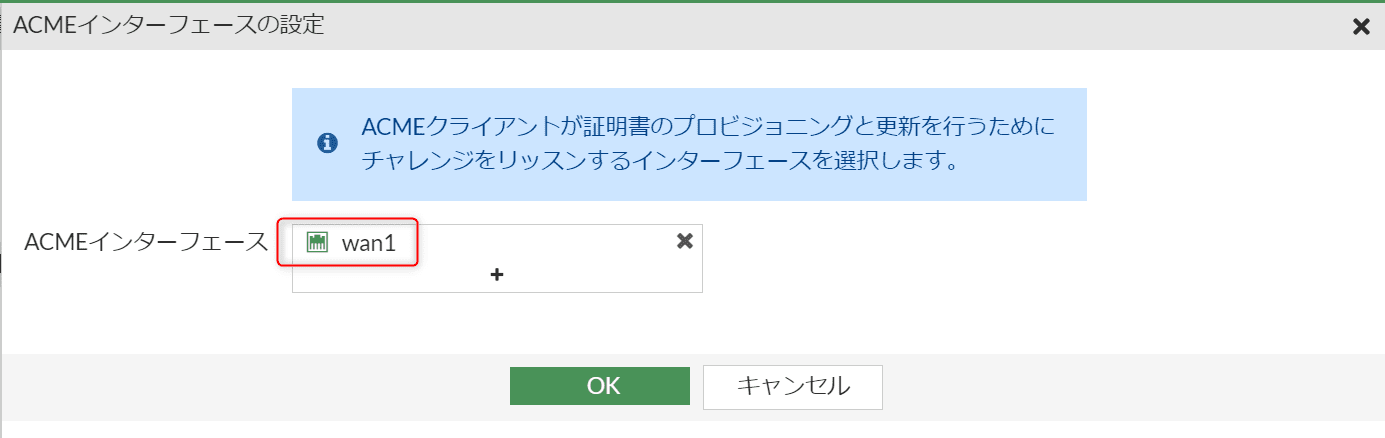 ACMEインターフェースの設定
ACMEクライアントが証明書のプロビジョニングと更新を行うために
チャレンジをリッスンするインターフェースを選択します。
ACMEインターフェース
wan1
OK
キャンセル